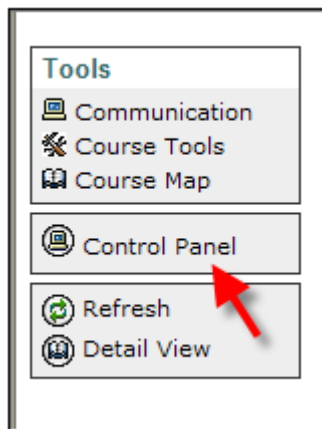 Tools
Communication
Course Tools
Course Map
Control Panel
Refresh
Detail View